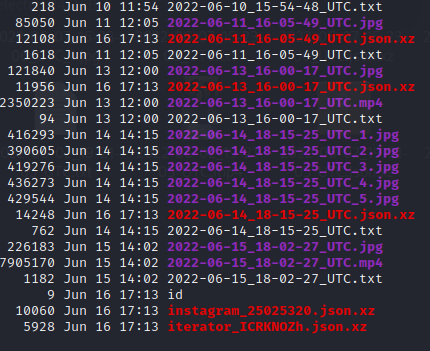 218 Jun 10 11:54 2022-06-10_15-54-48_UTC.txt
85050 Jun 11 12:05 2022-06-11_16-05-49_UTC.jpg
12108 Jun 16 17:13 2022-06-11_16-05-49_UTC.json.xz
1618 Jun 11 12:05 2022-06-11_16-05-49_UTC.txt
121840 Jun 13 12:00 2022-06-13_16-00-17_UTC.jpg
11956 Jun 16 17:13 2022-06-13_16-00-17_UTC.json.xz
2350223 Jun 13 12:00 2022-06-13_16-00-17_UTC.mp4
94 Jun 13 12:00 2022-06-13_16-00-17_UTC.txt
416293 Jun 14 14:15 2022-06-14_18-15-25_UTC_1.jpg
390605 Jun 14 14:15 2022-06-14_18-15-25_UTC_2.jpg
419276 Jun 14 14:15 2022-06-14_18-15-25_UTC_3.jpg
436273 Jun 14 14:15 2022-06-14_18-15-25_UTC_4.jpg
429544 Jun 14 14:15 2022-06-14_18-15-25_UTC_5.jpg
14248 Jun 16 17:13 2022-06-14_18-15-25_UTC.json.xz
762 Jun 14 14:15 2022-06-14_18-15-25_UTC.txt
226183 Jun 15 14:02 2022-06-15_18-02-27_UTC.jpg
7905170 Jun 15 14:02 2022-06-15_18-02-27_UTC.mp4
1182 Jun 15 14:02 2022-06-15_18-02-27_UTC.txt
9 Jun 16 17:13 id
10060 Jun 16 17:13 instagram_25025320.json.xz
5928 Jun 16 17:13 iterator_ICRKNOZh.json.xz